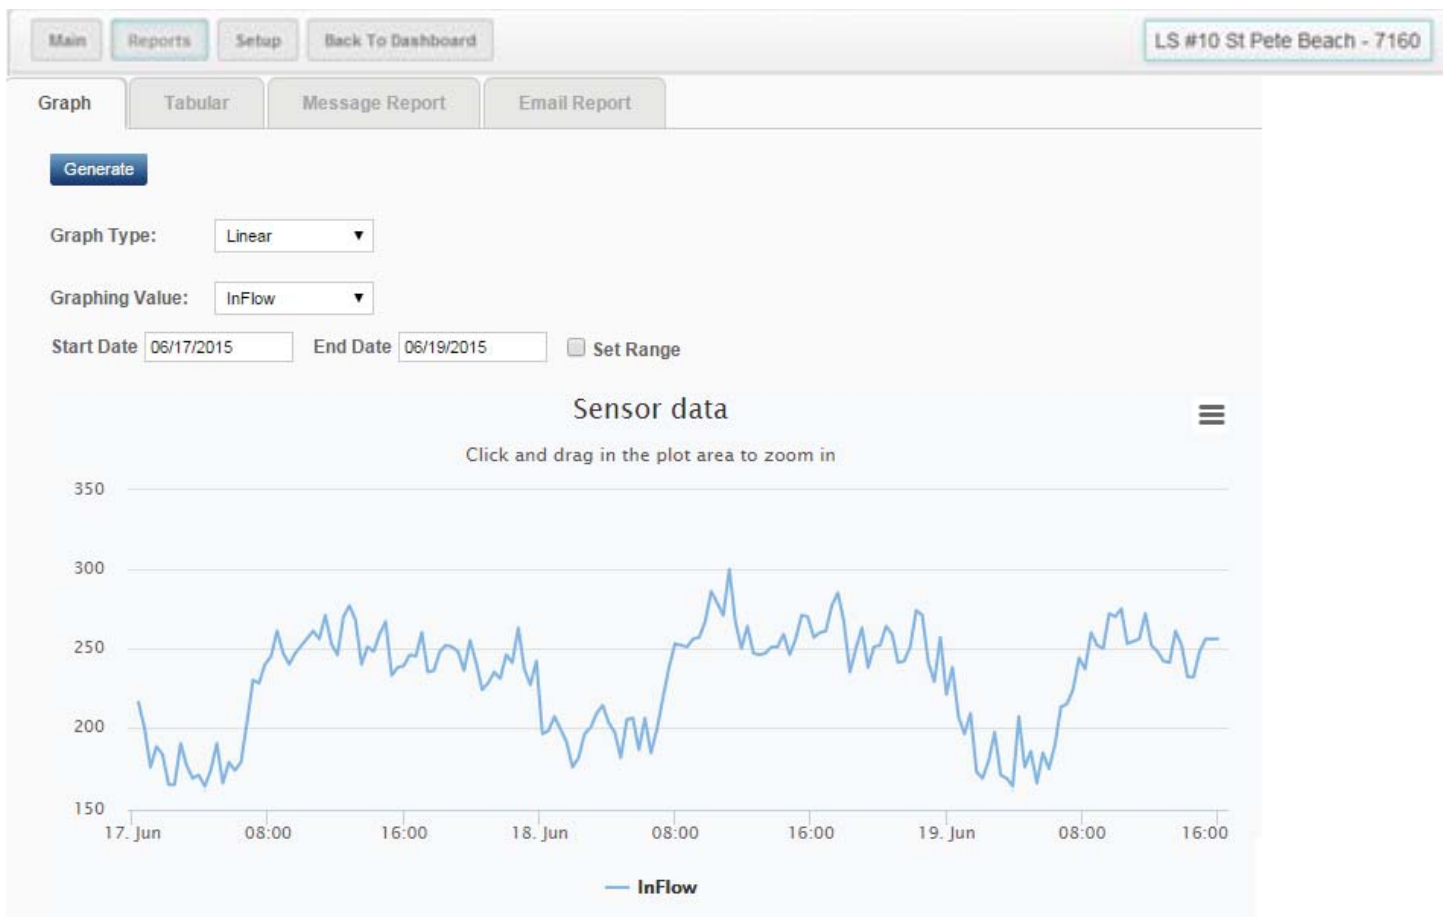 Main Reports Setup Back To Dashboard LS #10 St Pete Beach - 7160
Graph Tabular Message Report Email Report
Generate
Graph Type: Linear
Graphing Value: InFlow
Start Date 06/17/2015 End Date 06/19/2015 Set Range
Sensor data
Click and drag in the plot area to zoom in
350
300
250
200
150
17. Jun 08:00 16:00 18. Jun 08:00 16:00 19. Jun 08:00 16:00
InFlow